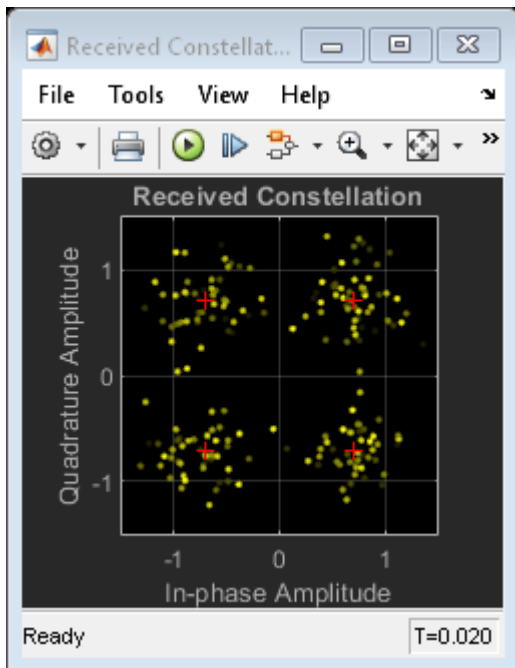 Received Constellat...
File Tools View Help
»
Received Constellation
Quadrature Amplitude
1
0
-1
-1 0 1
In-phase Amplitude
Ready T=0.020